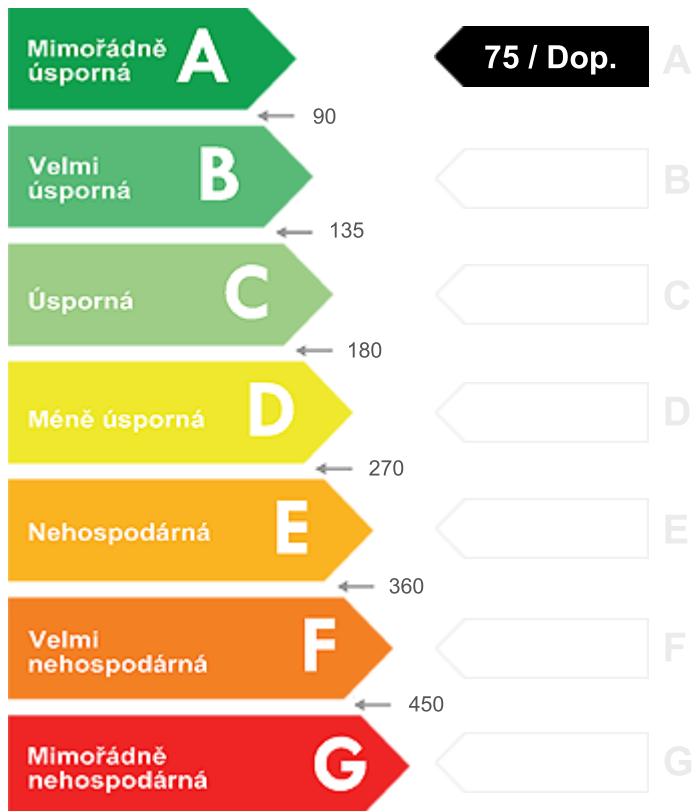 Mimořádně
úsporná
A
75 / Dop.
A
90
Velmi
úsporná
B
B
135
Úsporná
C
C
180
Méně úsporná
D
D
270
Nehospodárná
E
E
360
Velmi
nehospodárná
F
F
450
Mimořádně
nehospodárná
G
G